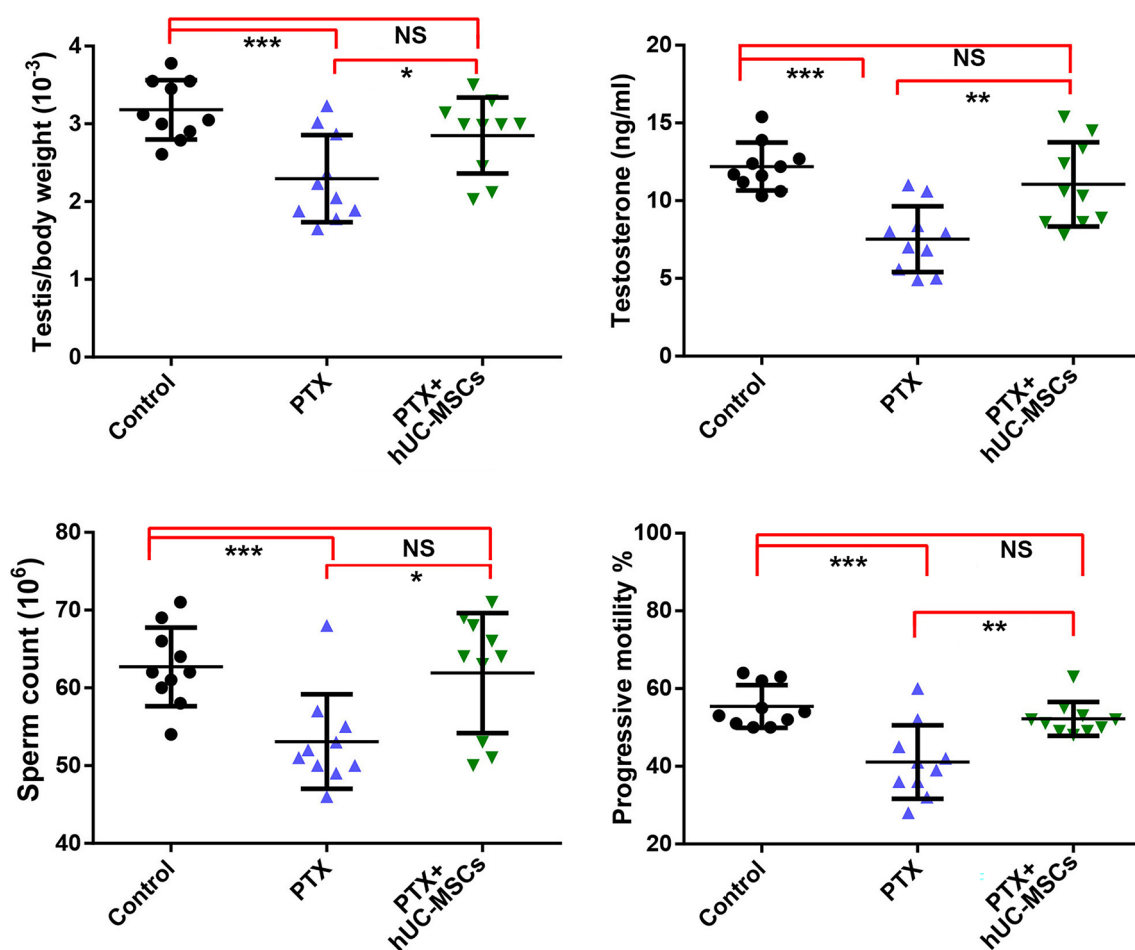 Testis/body weight (10-3)
4
3
2
1
0
NS
***
*
Control
PTX
PTX+
hUC-MSCs
Testosterone (ng/ml)
20
15
10
5
0
NS
***
**
Control
PTX
PTX+
hUC-MSCs
Sperm count (10⁶)
80
70
60
50
40
***
NS
*
Control
PTX
PTX+
hUC-MSCs
Progressive motility %
100
80
60
40
20
***
NS
**
Control
PTX
PTX+
hUC-MSCs